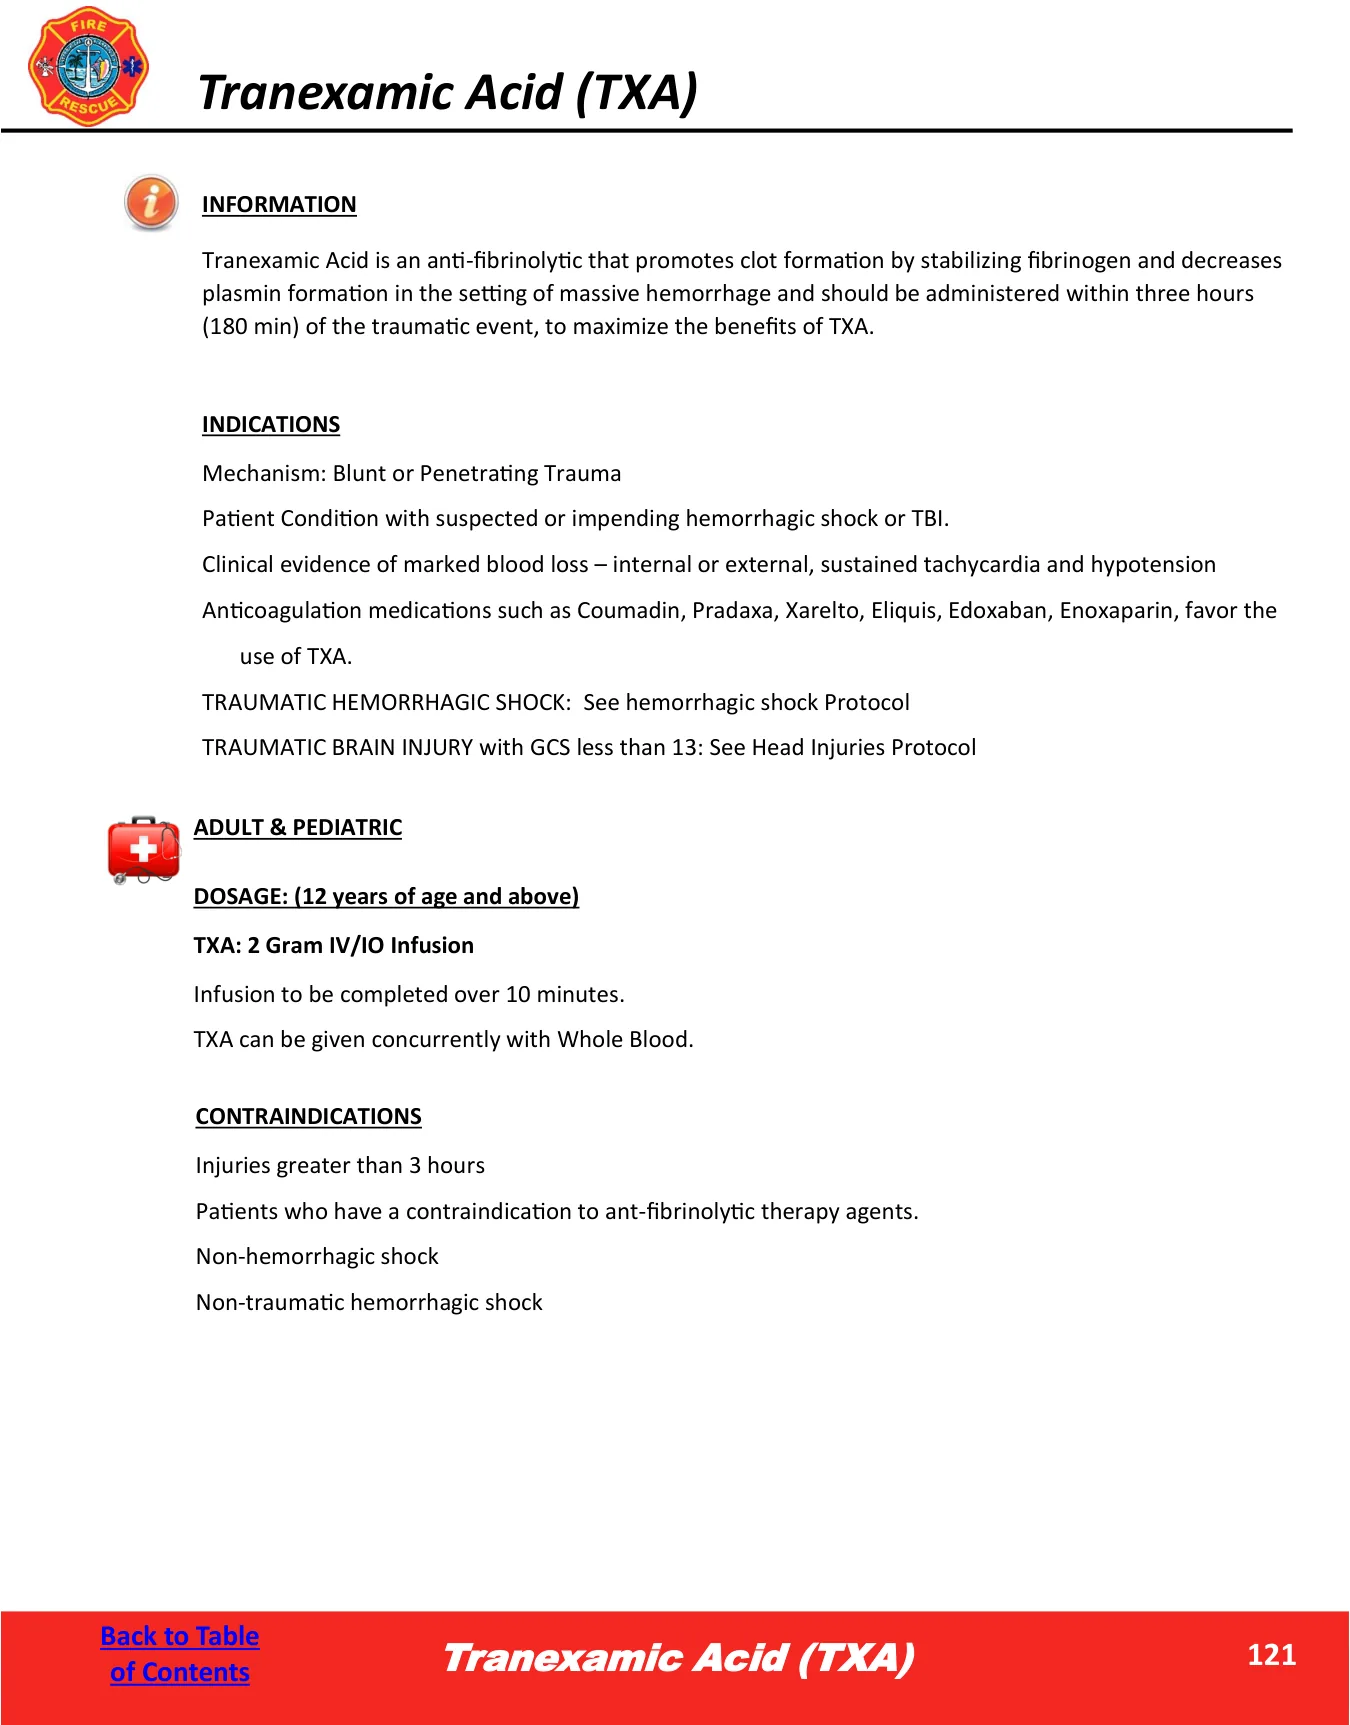 FIRE
RESCUE
Tranexamic Acid (TXA)
INFORMATION
Tranexamic Acid is an anti-fibrinolytic that promotes clot formation by stabilizing fibrinogen and decreases
plasmin formation in the setting of massive hemorrhage and should be administered within three hours
(180 min) of the traumatic event, to maximize the benefits of TXA.
INDICATIONS
Mechanism: Blunt or Penetrating Trauma
Patient Condition with suspected or impending hemorrhagic shock or TBI.
Clinical evidence of marked blood loss – internal or external, sustained tachycardia and hypotension
Anticoagulation medications such as Coumadin, Pradaxa, Xarelto, Eliquis, Edoxaban, Enoxaparin, favor the
use of TXA.
TRAUMATIC HEMORRHAGIC SHOCK:  See hemorrhagic shock Protocol
TRAUMATIC BRAIN INJURY with GCS less than 13: See Head Injuries Protocol
ADULT & PEDIATRIC
DOSAGE: (12 years of age and above)
TXA: 2 Gram IV/IO Infusion
Infusion to be completed over 10 minutes.
TXA can be given concurrently with Whole Blood.
CONTRAINDICATIONS
Injuries greater than 3 hours
Patients who have a contraindication to ant-fibrinolytic therapy agents.
Non-hemorrhagic shock
Non-traumatic hemorrhagic shock
Back to Table
of Contents
Tranexamic Acid (TXA)
121